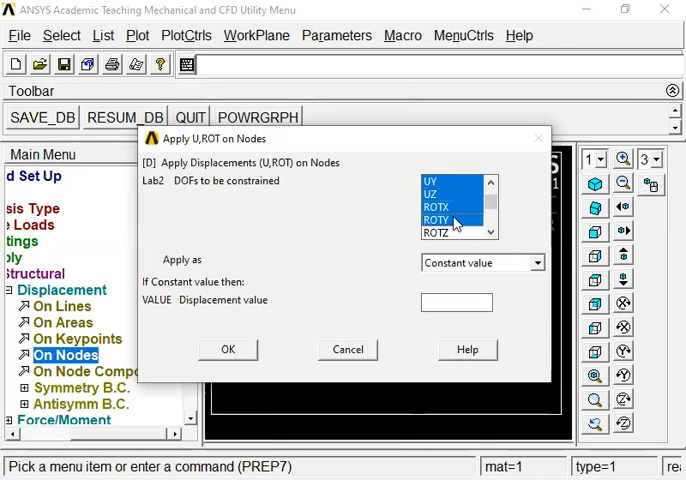 ANSYS Academic Teaching Mechanical and CFD Utility Menu
File Select List Plot PlotCtrls WorkPlane Parameters Macro MenuCtrls Help
Toolbar
SAVE_DB RESUM_DB QUIT POWRGRPH
Main Menu
d Set Up
sis Type
e Loads
tings
ply
Structural
Displacement
On Lines
On Areas
On Keypoints
On Nodes
On Node Compo
Symmetry B.C.
Antisymm B.C.
Force/Moment
Apply U,ROT on Nodes
[D] Apply Displacements (U,ROT) on Nodes
Lab2 DOFs to be constrained
UY
UZ
ROTX
ROTY
ROTZ
Apply as
Constant value
If Constant value then:
VALUE Displacement value
OK Cancel Help
S
1
1 3
Pick a menu item or enter a command (PREP7)
mat=1
type=1
rea